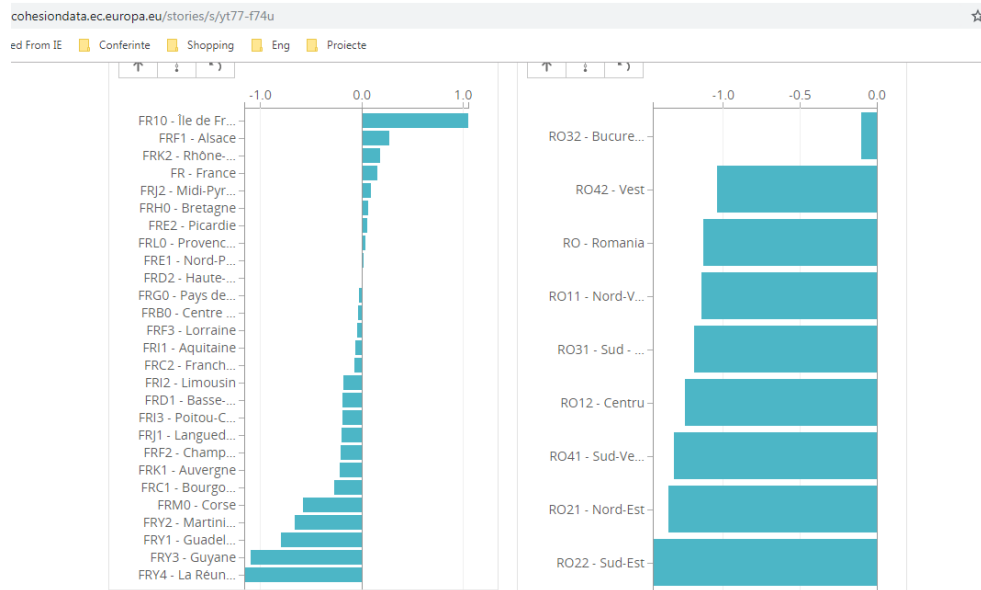 cohesiondata.ec.europa.eu/stories/s/yt77-f74u
ed From IE Conferinte Shopping Eng Proiecte
-1.0 0.0 1.0
FR10 - Île de Fr...
FRF1 - Alsace
FRK2 - Rhône-...
FR - France
FRJ2 - Midi-Pyr...
FRH0 - Bretagne
FRE2 - Picardie
FRL0 - Provenc...
FRE1 - Nord-P...
FRD2 - Haute-...
FRG0 - Pays de...
FRB0 - Centre ...
FRF3 - Lorraine
FRI1 - Aquitaine
FRC2 - Franch...
FRI2 - Limousin
FRD1 - Basse-...
FRI3 - Poitou-C...
FRJ1 - Langued...
FRF2 - Champ...
FRK1 - Auvergne
FRC1 - Bourgo...
FRM0 - Corse
FRY2 - Martini...
FRY1 - Guadel...
FRY3 - Guyane
FRY4 - La Réun...
-1.0 -0.5 0.0
RO32 - Bucure...
RO42 - Vest
RO - Romania
RO11 - Nord-V...
RO31 - Sud - ...
RO12 - Centru
RO41 - Sud-Ve...
RO21 - Nord-Est
RO22 - Sud-Est